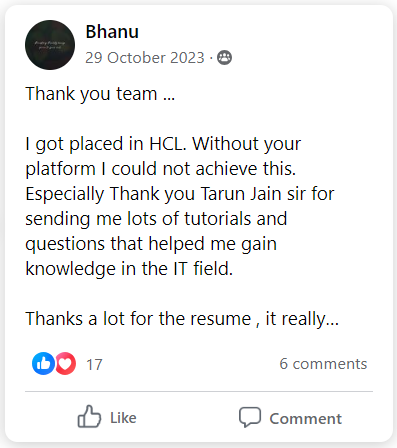 Bhanu
29 October 2023 ·
Thank you team ...
I got placed in HCL. Without your
platform I could not achieve this.
Especially Thank you Tarun Jain sir for
sending me lots of tutorials and
questions that helped me gain
knowledge in the IT field.
Thanks a lot for the resume , it really...
17
6 comments
Like
Comment